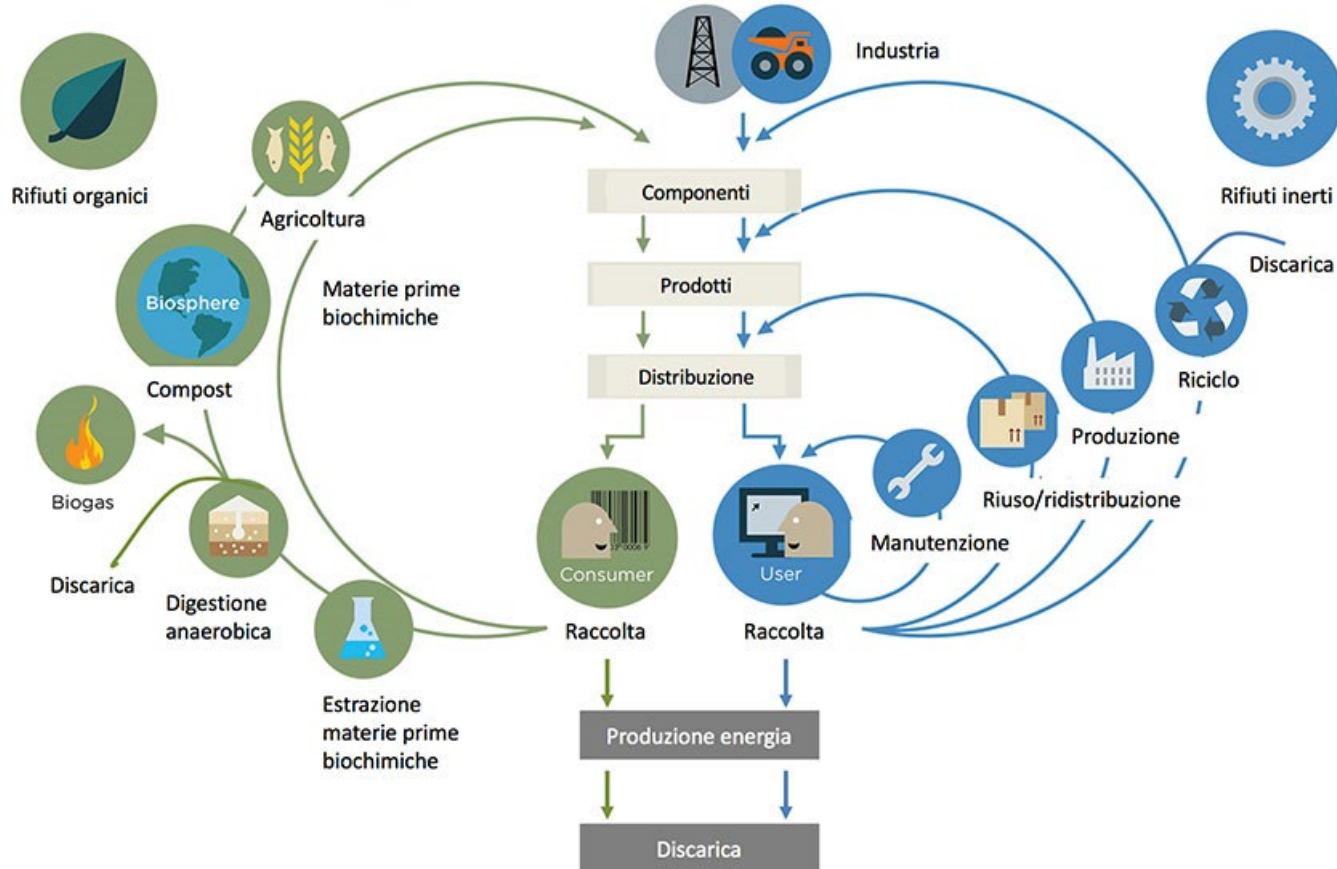 Industria
Rifiuti organici
Rifiuti inerti
Agricoltura
Componenti
Discarica
Materie prime
biochimiche
Prodotti
Biosphere
Compost
Distribuzione
Riciclo
Produzione
Biogas
Riuso/ridistribuzione
Manutenzione
Consumer
User
Discarica
Digestione
anaerobica
Raccolta
Raccolta
Estrazione
materie prime
biochimiche
Produzione energia
Discarica